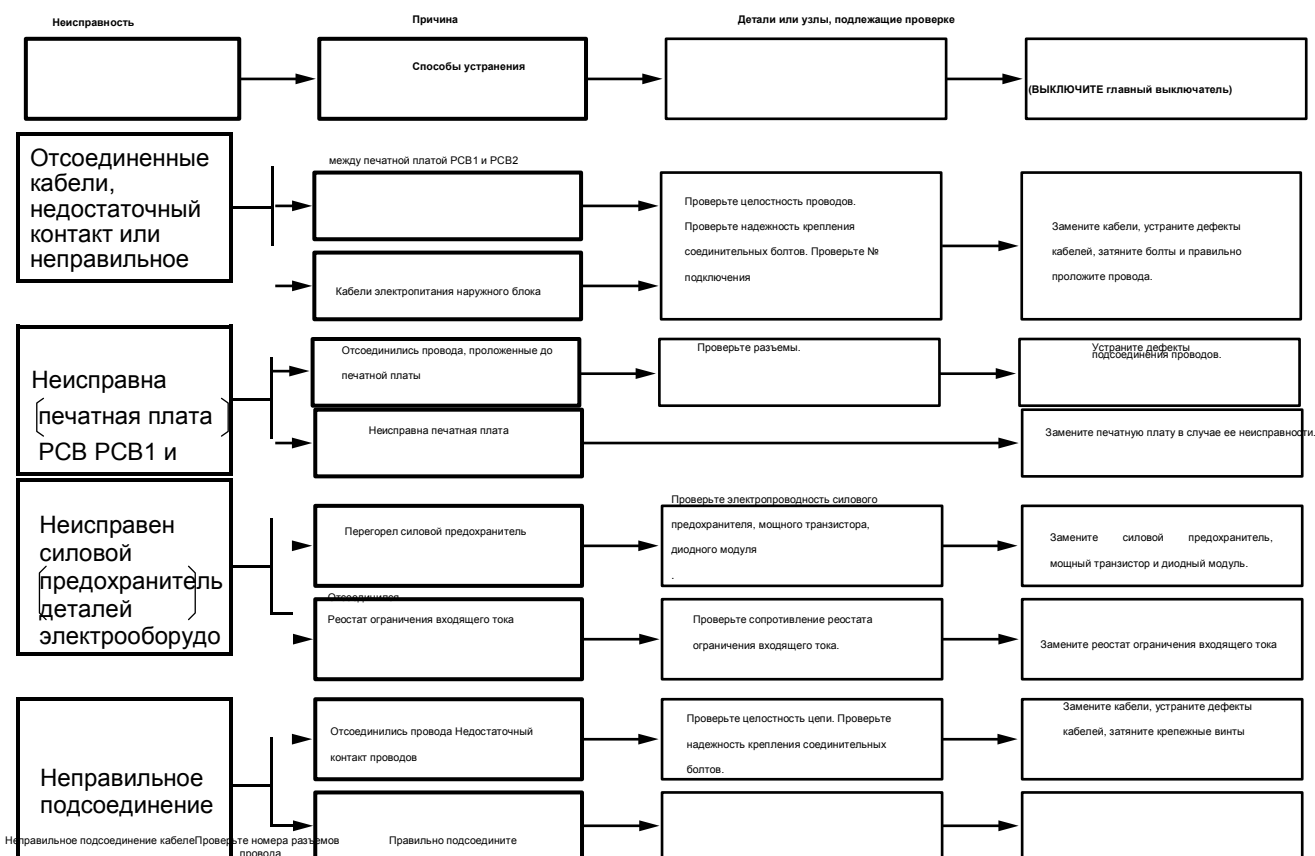 Неисправность
Причина
Детали или узлы, подлежащие проверке
Способы устранения
(ВЫКЛЮЧИТЕ главный выключатель)
Отсоединенные
кабели,
недостаточный
контакт или
неправильное
между печатной платой PCB1 и PCB2
Кабели электропитания наружного блока
Проверьте целостность проводов.
Проверьте надежность крепления
соединительных болтов. Проверьте №
подключения
Замените кабели, устраните дефекты
кабелей, затяните болты и правильно
проложите провода.
Неисправна
печатная плата
PCB PCB1 и
Отсоединились провода, проложенные до
печатной платы
Проверьте разъемы.
Устраните дефекты
подсоединения проводов.
Неисправна печатная плата
Замените печатную плату в случае ее неисправности.
Неисправен
силовой
предохранитель
деталей
электрооборудо
Перегорел силовой предохранитель
Проверьте электропроводность силового
предохранителя, мощного транзистора,
диодного модуля
.
Замените силовой предохранитель,
мощный транзистор и диодный модуль.
Отсоединился
Реостат ограничения входящего тока
Проверьте сопротивление реостата
ограничения входящего тока.
Замените реостат ограничения входящего тока
Неправильное
подсоединение
Отсоединились провода Недостаточный
контакт проводов
Проверьте целостность цепи. Проверьте
надежность крепления соединительных
болтов.
Замените кабели, устраните дефекты
кабелей, затяните крепежные винты
Неправильное подсоединение кабелеПроверьте номера разъемов
Правильно подсоедините
провода